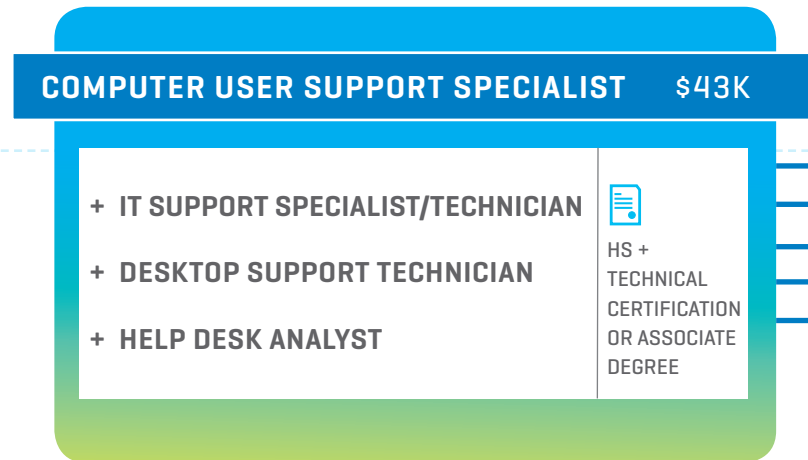 COMPUTER USER SUPPORT SPECIALIST $43K
+ IT SUPPORT SPECIALIST/TECHNICIAN
+ DESKTOP SUPPORT TECHNICIAN
+ HELP DESK ANALYST
HS +
TECHNICAL
CERTIFICATION
OR ASSOCIATE
DEGREE